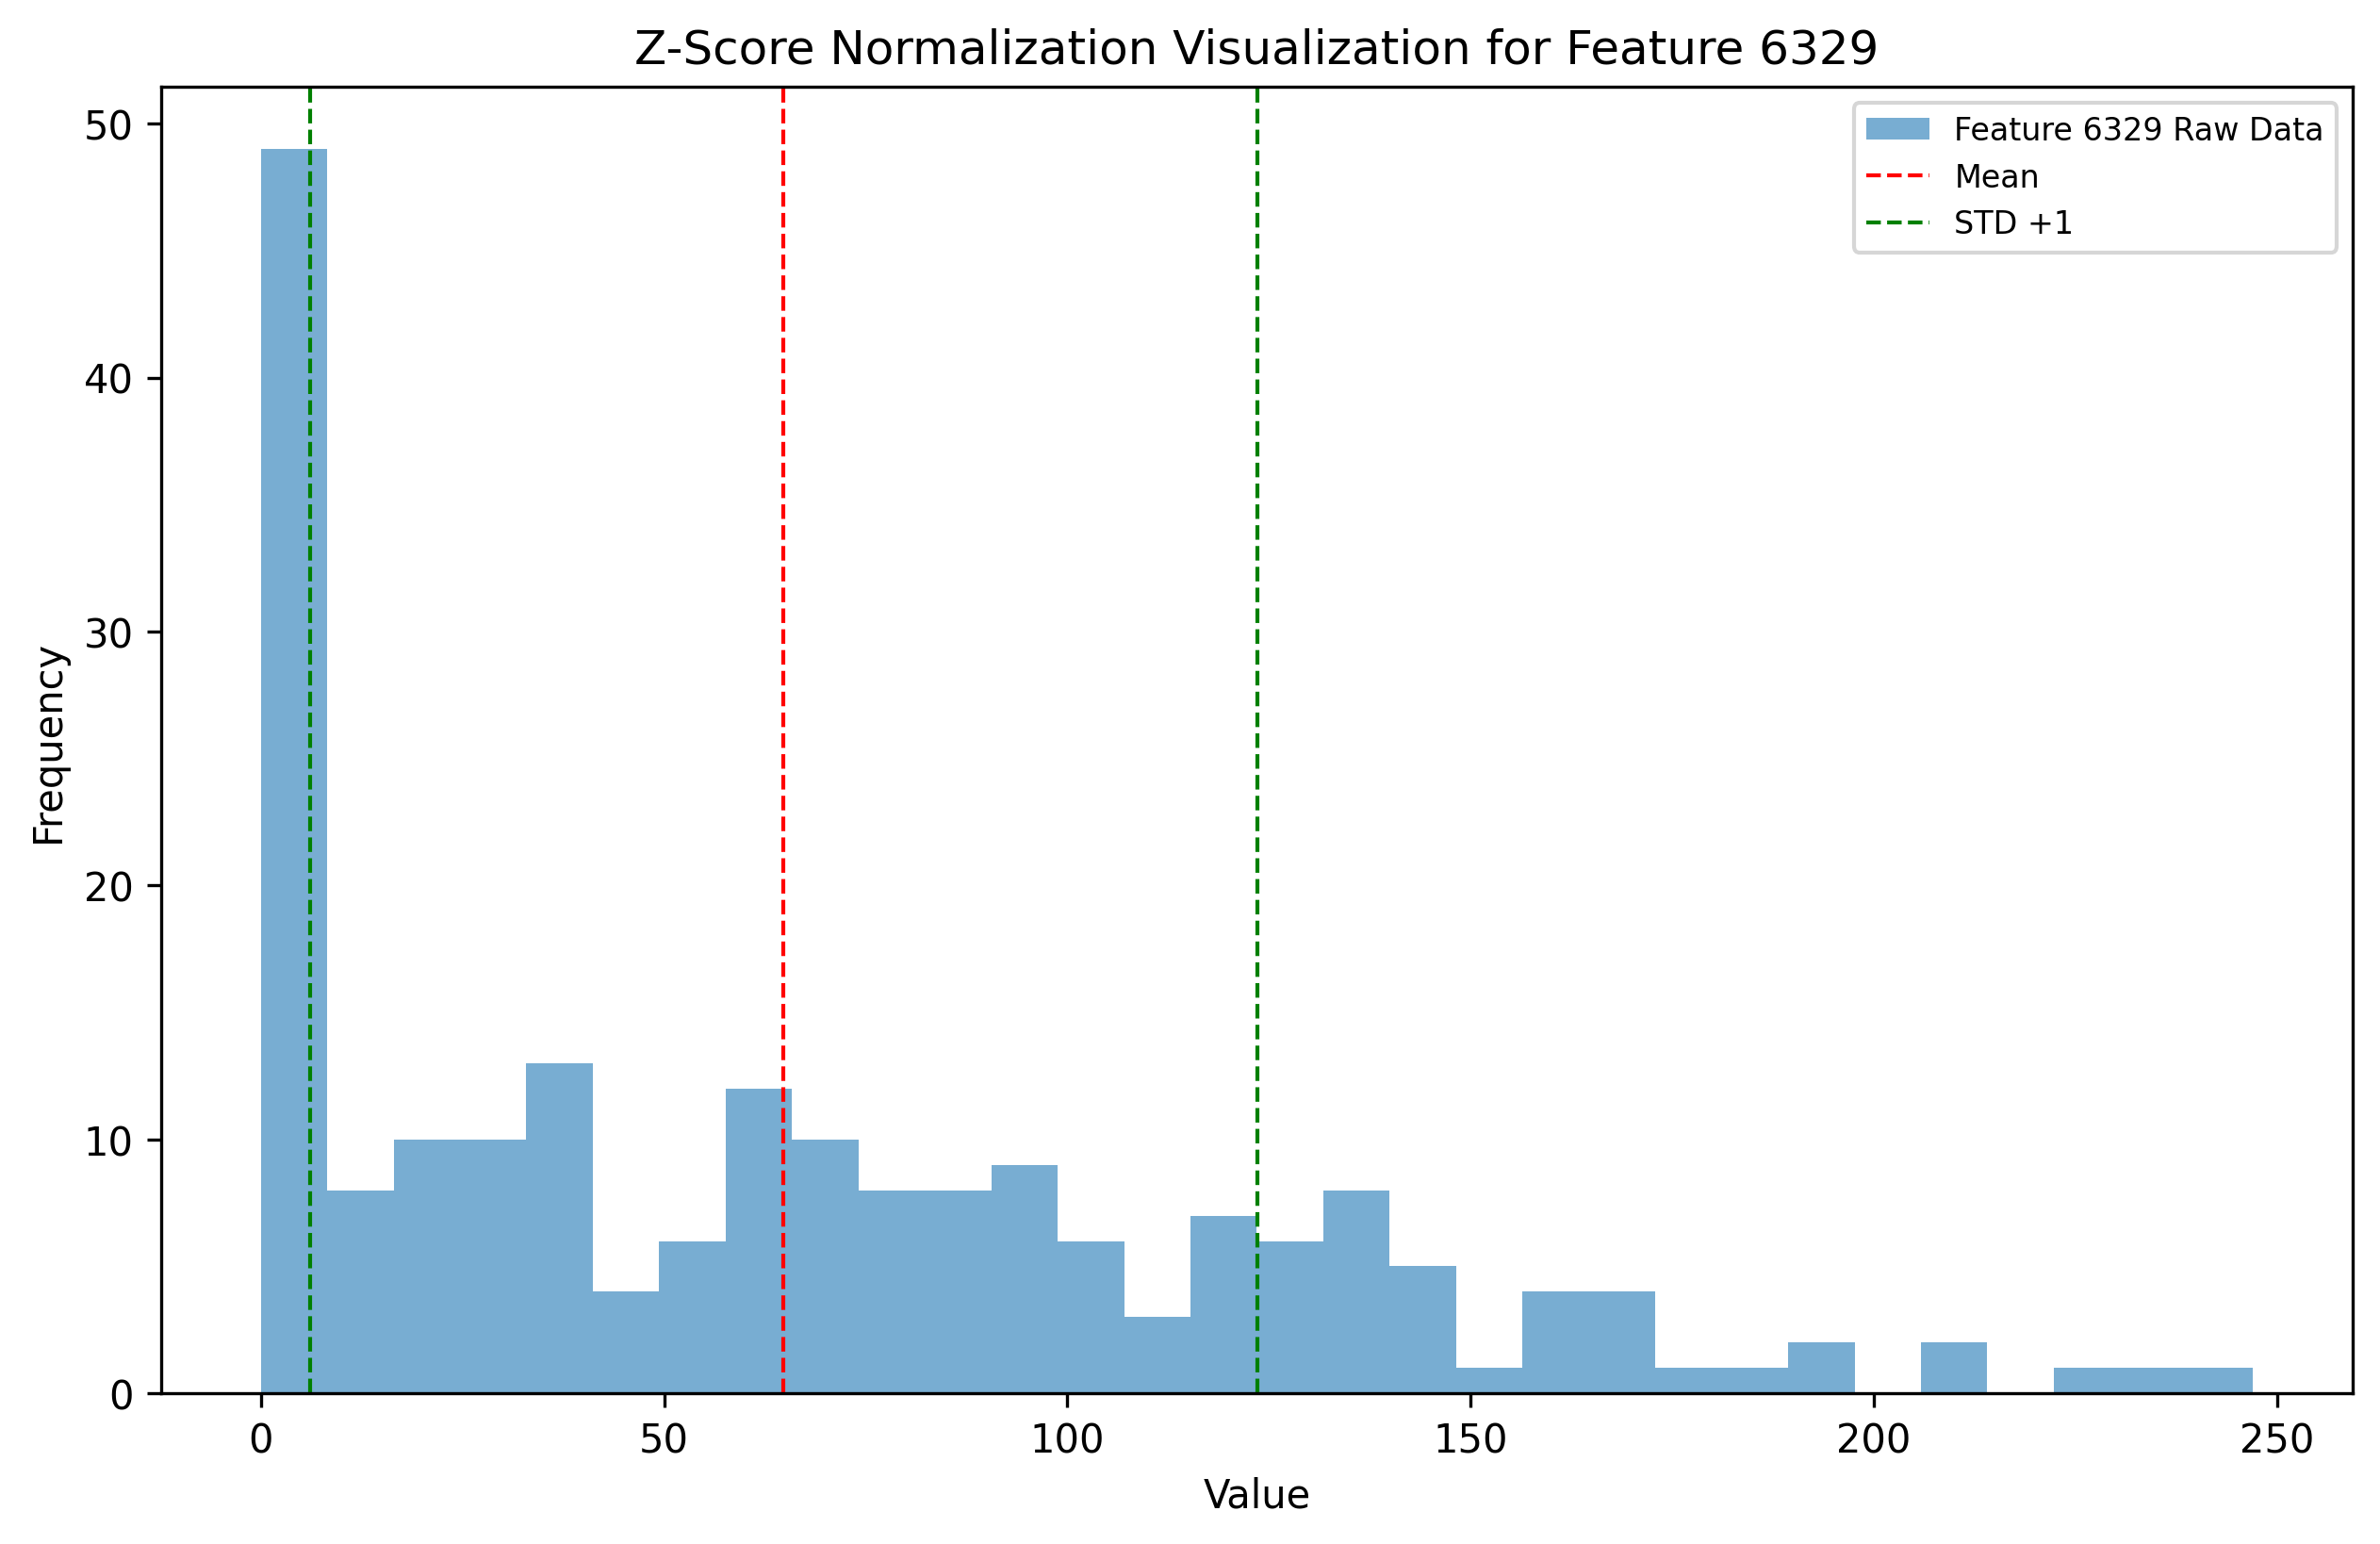 Z-Score Normalization Visualization for Feature 6329
Feature 6329 Raw Data
Mean
STD +1
50
40
30
20
10
0
Frequency
0 50 100 150 200 250
Value